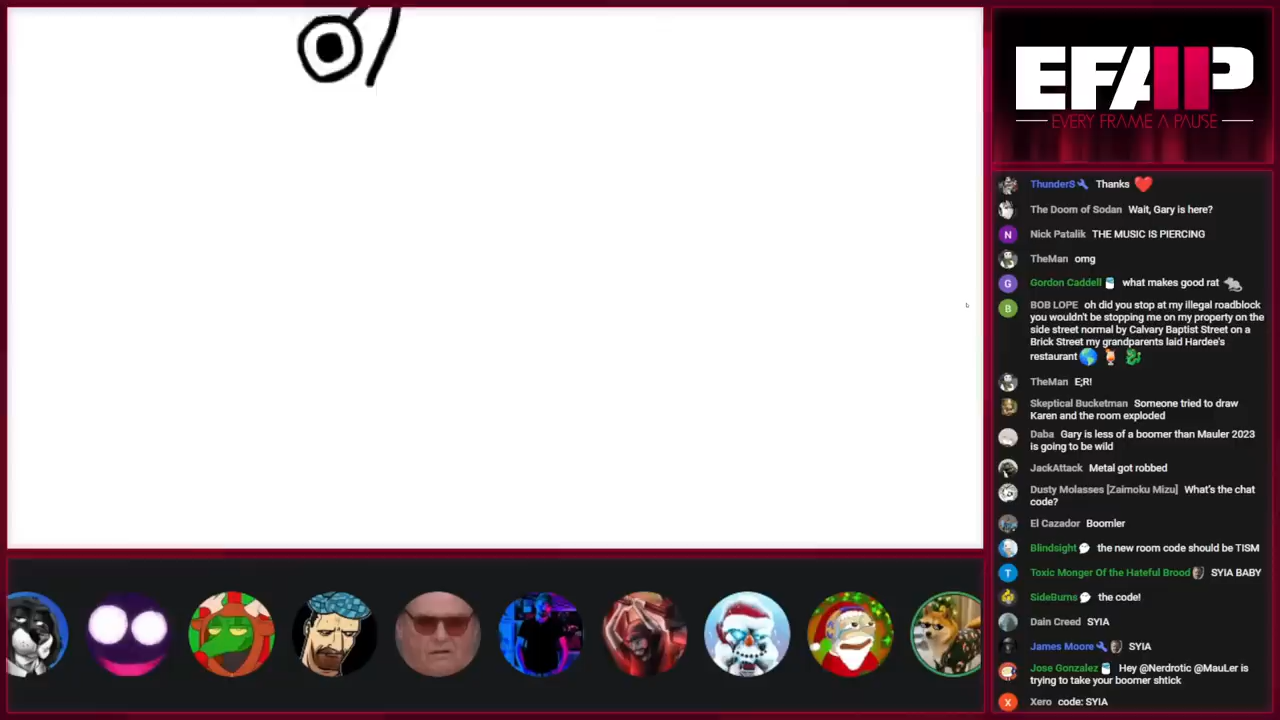 EFAP
EVERY FRAME A PAUSE
ThunderS Thanks
The Doom of Sodan Wait, Gary is here?
N Nick Patalik THE MUSIC IS PIERCING
TheMan omg
G Gordon Caddell what makes good rat
B BOB LOPE oh did you stop at my illegal roadblock
you wouldn't be stopping me on my property on the
side street normal by Calvary Baptist Street on a
Brick Street my grandparents laid Hardee's
restaurant
TheMan E;R!
Skeptical Bucketman Someone tried to draw
Karen and the room exploded
Daba Gary is less of a boomer than Mauler 2023
is going to be wild
JackAttack Metal got robbed
Dusty Molasses [Zaimoku Mizu] What's the chat
code?
El Cazador Boomler
Blindsight the new room code should be TISM
T Toxic Monger Of the Hateful Brood SYIA BABY
SideBurns the code!
Dain Creed SYIA
James Moore SYIA
Jose Gonzalez Hey @Nerdrotic @MauLer is
trying to take your boomer shtick
X Xero code: SYIA